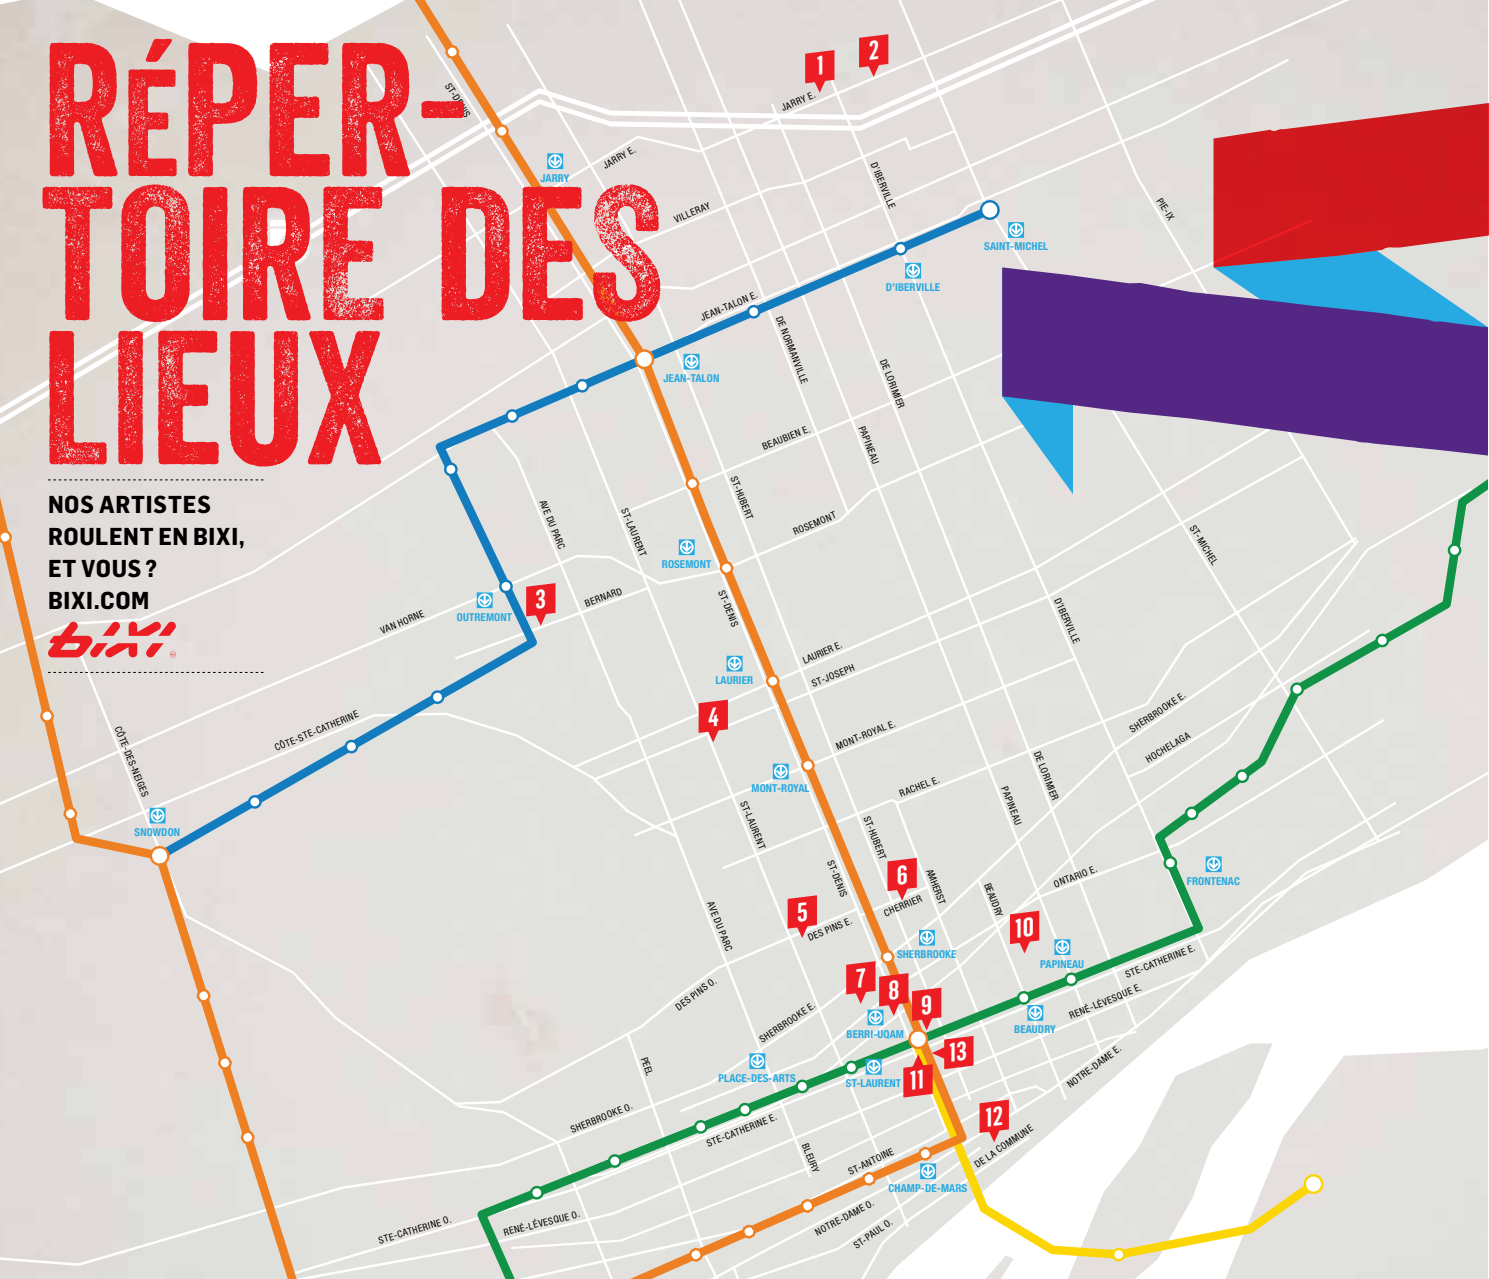 RÉPER-
TOIRE DES
LIEUX
NOS ARTISTES
ROULENT EN BIXI,
ET VOUS ?
BIXI.COM
BIXI
1
2
JARRY E.
ST-DENIS
JARRY
JARRY E.
D'IBERVILLE
VILLERAY
PIE-IX
SAINT-MICHEL
D'IBERVILLE
JEAN-TALON E.
DE NORMANVILLE
JEAN-TALON
DE LORIMIER
BEAUBIEN E.
PAPINEAU
ST-HUBERT
AVE DU PARC
ST-LAURENT
ROSEMONT
ST-MICHEL
ROSEMONT
3
OUTREMONT
BERNARD
VAN HORNE
ST-DENIS
D'IBERVILLE
LAURIER E.
ST-JOSEPH
LAURIER
4
CÔTE-STE-CATHERINE
CÔTE-DES-NEIGES
SHERBROOKE E.
MONT-ROYAL E.
HOCHELAGA
MONT-ROYAL
DE LORIMIER
RACHEL E.
PAPINEAU
SNOWDON
ST-LAURENT
ST-HUBERT
6
ST-DENIS
CHERRIER
AMHERST
BEAUDRY
ONTARIO E.
FRONTENAC
5
DES PINS E.
AVE DU PARC
10
SHERBROOKE
PAPINEAU
STE-CATHERINE E.
DES PINS O.
7
8
9
SHERBROOKE E.
BERRI-UQAM
BEAUDRY
RENÉ-LÉVESQUE E.
PEEL
PLACE-DES-ARTS
ST-LAURENT
11
13
NOTRE-DAME E.
SHERBROOKE O.
STE-CATHERINE E.
12
BLEURY
ST-ANTOINE
DE LA COMMUNE
CHAMP-DE-MARS
STE-CATHERINE O.
RENÉ-LÉVESQUE O.
NOTRE-DAME O.
ST-PAUL O.